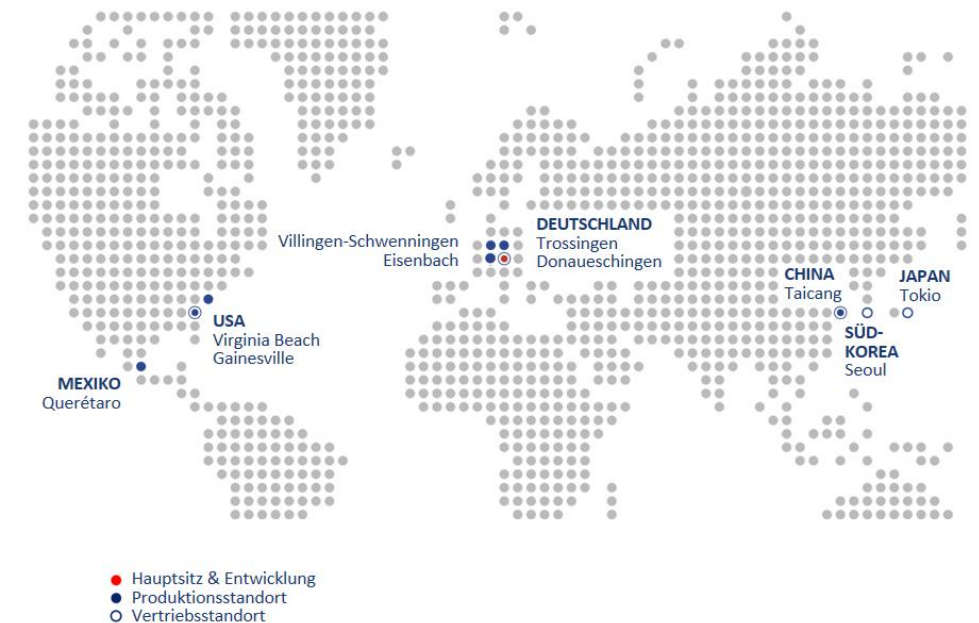 Villingen-Schwenningen
Eisenbach
DEUTSCHLAND
Trossingen
Donaueschingen
CHINA
Taicang
JAPAN
Tokio
SÜD-
KOREA
Seoul
USA
Virginia Beach
Gainesville
MEXIKO
Querétaro
Hauptsitz & Entwicklung
Produktionsstandort
Vertriebsstandort